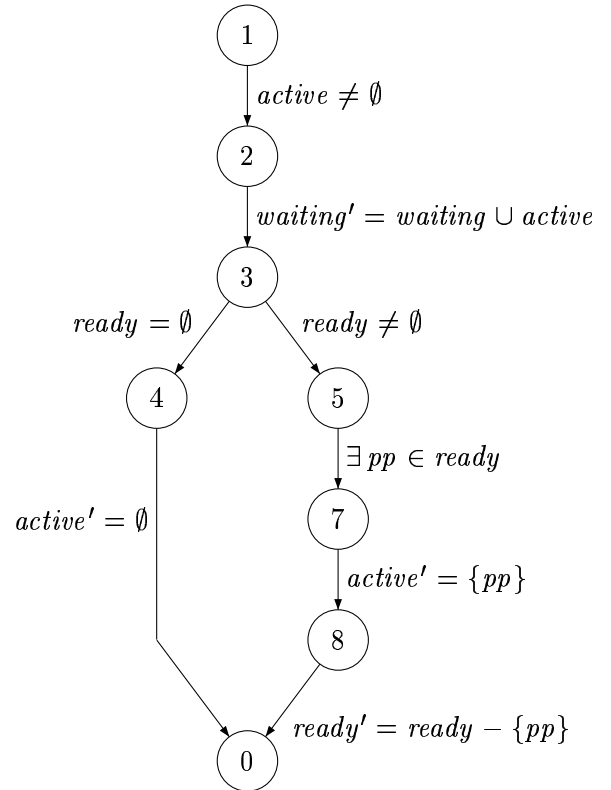 1
active ≠ ∅
2
waiting′ = waiting ∪ active
3
ready = ∅
ready ≠ ∅
4
5
∃ pp ∈ ready
active′ = ∅
7
active′ = {pp}
8
ready′ = ready − {pp}
0